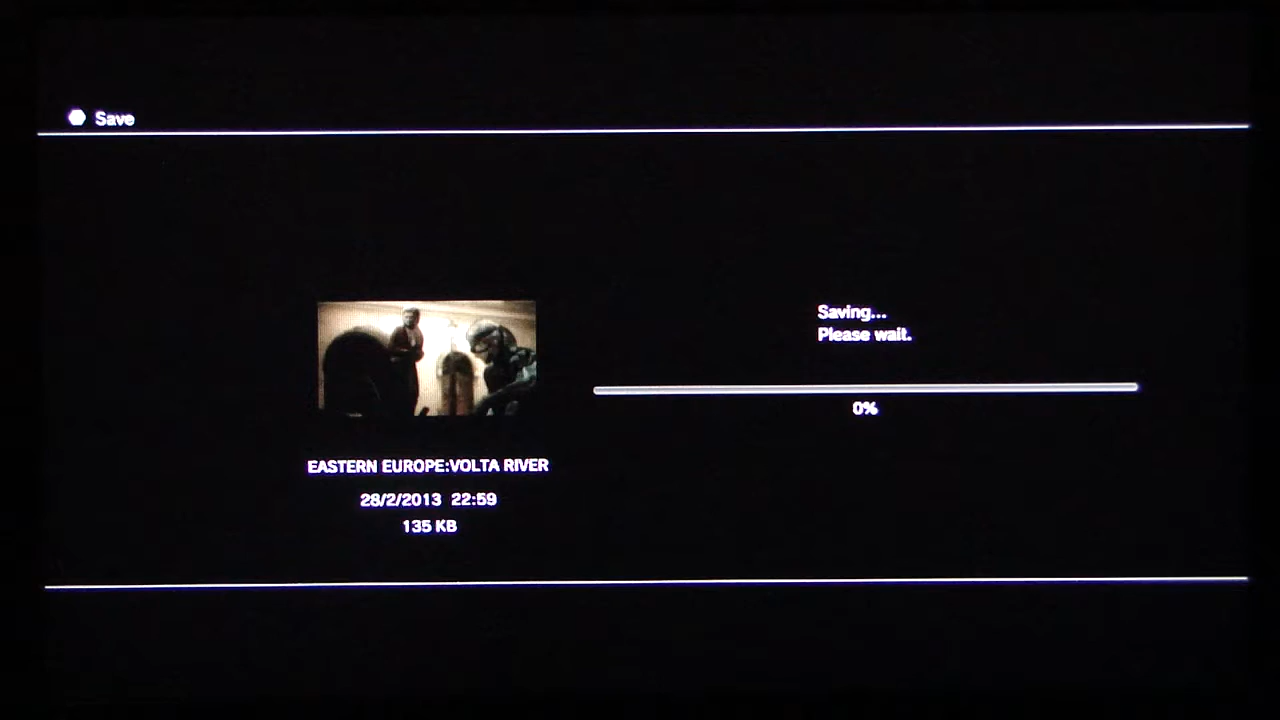 Save
Saving...
Please wait.
0%
EASTERN EUROPE:VOLTA RIVER
28/2/2013 22:59
135 KB